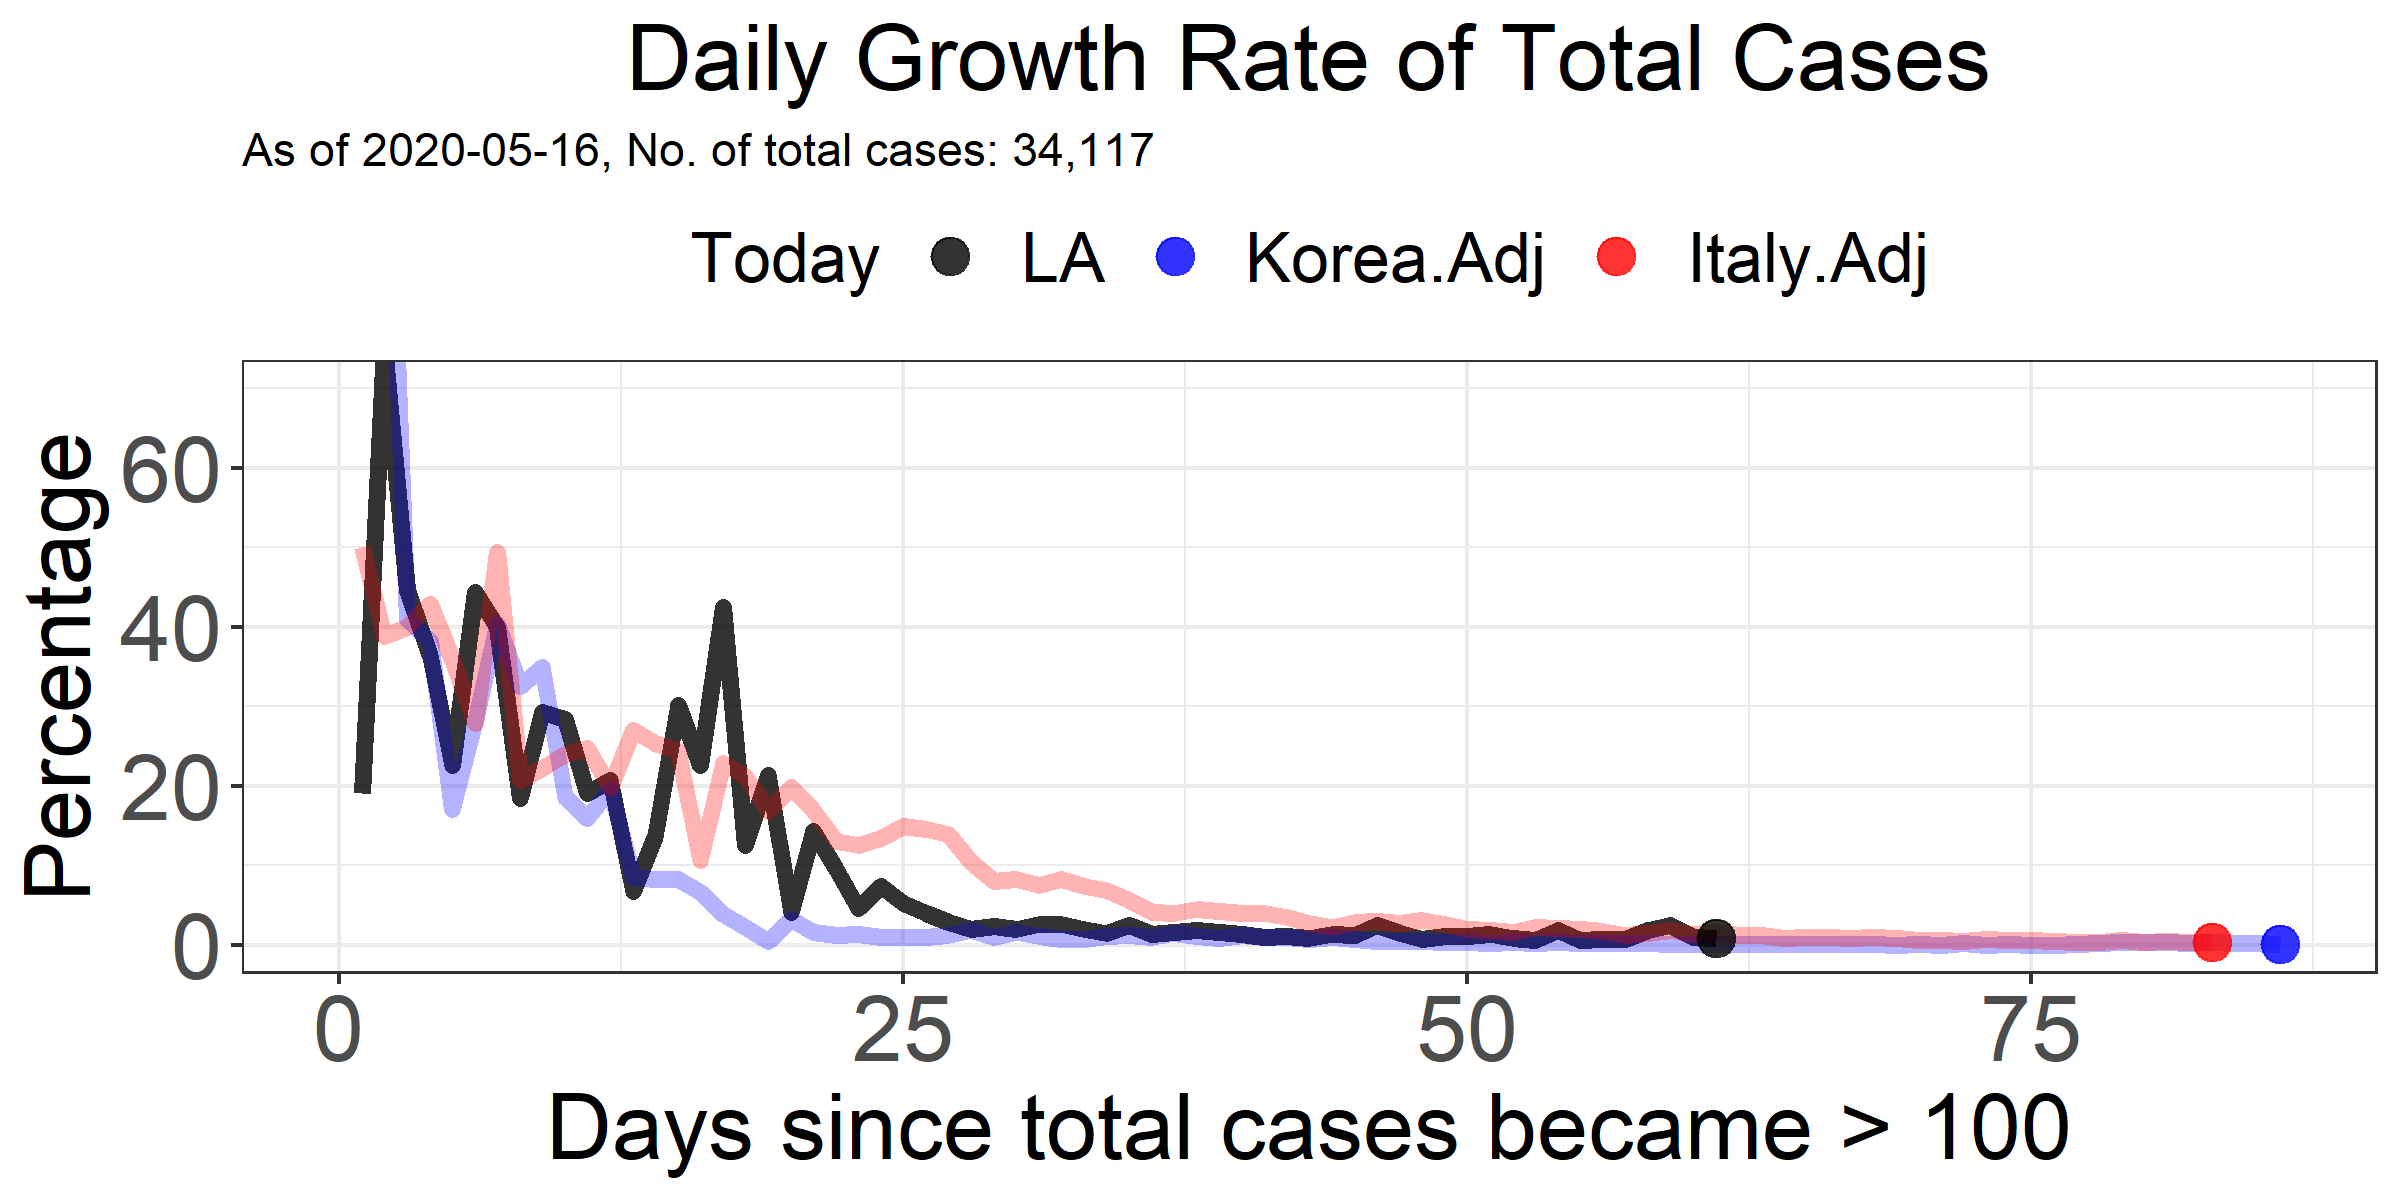 Daily Growth Rate of Total Cases
As of 2020-05-16, No. of total cases: 34,117
Today LA Korea.Adj Italy.Adj
Percentage
60
40
20
0
0 25 50 75
Days since total cases became > 100